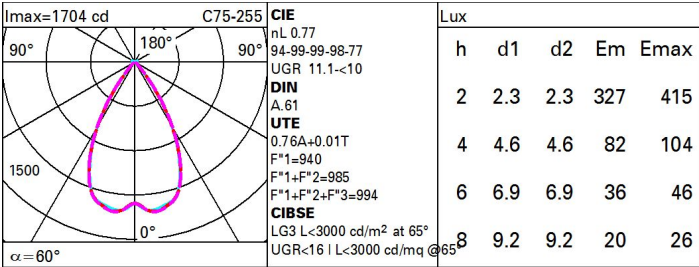 Imax=1704 cd C75-255
90° 180° 90°
1500
0°
α=60°
CIE
nL 0.77
94-99-99-98-77
UGR 11.1-<10
DIN
A.61
UTE
0.76A+0.01T
F"1=940
F"1+F"2=985
F"1+F"2+F"3=994
CIBSE
LG3 L<3000 cd/m² at 65°
UGR<16 | L<3000 cd/mq @65°
Lux
h d1 d2 Em Emax
2 2.3 2.3 327 415
4 4.6 4.6 82 104
6 6.9 6.9 36 46
8 9.2 9.2 20 26